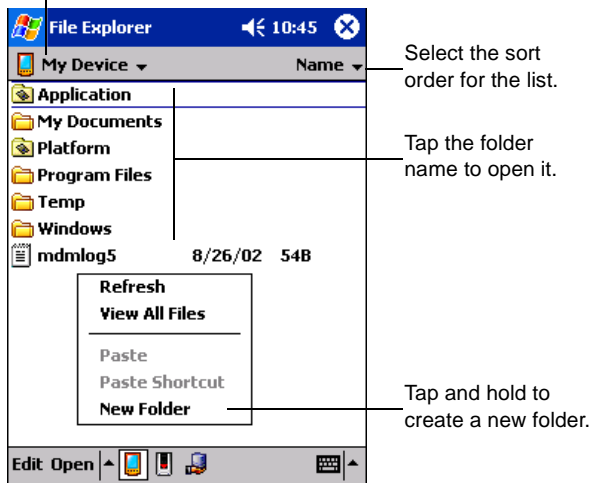 File Explorer 10:45
My Device Name
Select the sort
order for the list.
Application
My Documents
Tap the folder
name to open it.
Platform
Program Files
Temp
Windows
mdmlog5 8/26/02 54B
Refresh
View All Files
Paste
Paste Shortcut
New Folder
Tap and hold to
create a new folder.
Edit Open